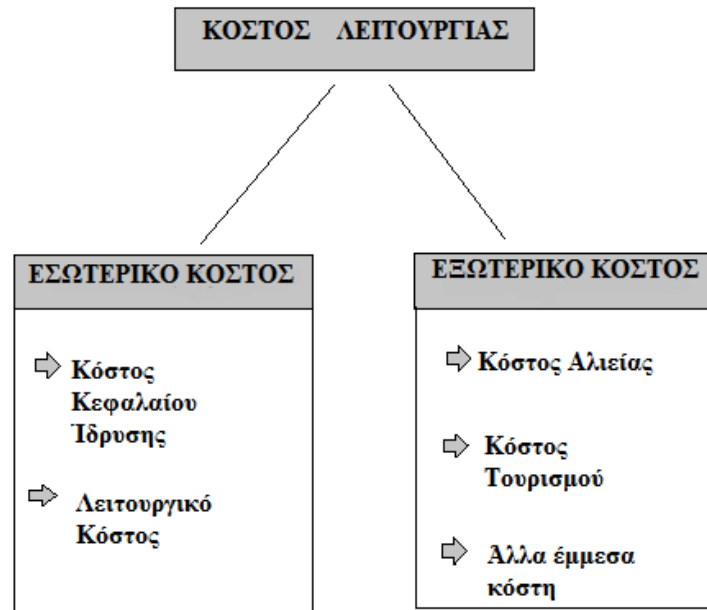 ΚΟΣΤΟΣ ΛΕΙΤΟΥΡΓΙΑΣ
ΕΣΩΤΕΡΙΚΟ ΚΟΣΤΟΣ
Κόστος
Κεφαλαίου
Ίδρυσης
Λειτουργικό
Κόστος
ΕΞΩΤΕΡΙΚΟ ΚΟΣΤΟΣ
Κόστος Αλιείας
Κόστος
Τουρισμού
Άλλα έμμεσα
κόστη